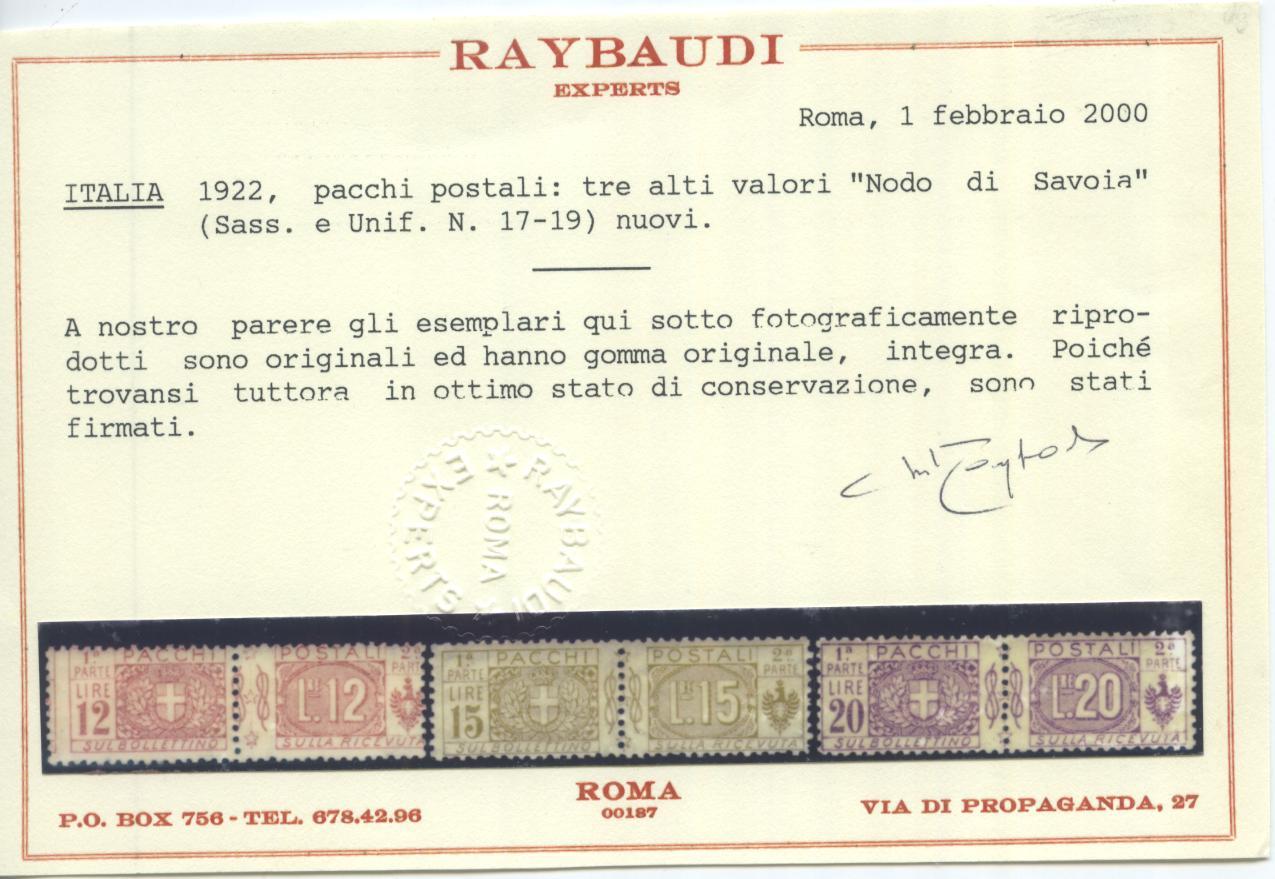 RAYBAUDI
EXPERTS
Roma, 1 febbraio 2000
ITALIA 1922, pacchi postali: tre alti valori "Nodo di Savoia"
(Sass. e Unif. N. 17-19) nuovi.
A nostro parere gli esemplari qui sotto fotograficamente ripro-
dotti sono originali ed hanno gomma originale, integra. Poiché
trovansi tuttora in ottimo stato di conservazione, sono stati
firmati.
RAYBAUDI
EXPERTS
ROMA
1ª PARTE PACCHI POSTALI 2ª PARTE
LIRE 12 L.RE 12
SUL BOLLETTINO SULLA RICEVUTA
1ª PARTE PACCHI POSTALI 2ª PARTE
LIRE 15 L.RE 15
SUL BOLLETTINO SULLA RICEVUTA
1ª PARTE PACCHI POSTALI 2ª PARTE
LIRE 20 L.RE 20
SUL BOLLETTINO SULLA RICEVUTA
P.O. BOX 756 - TEL. 678.42.96
ROMA
00187
VIA DI PROPAGANDA, 27